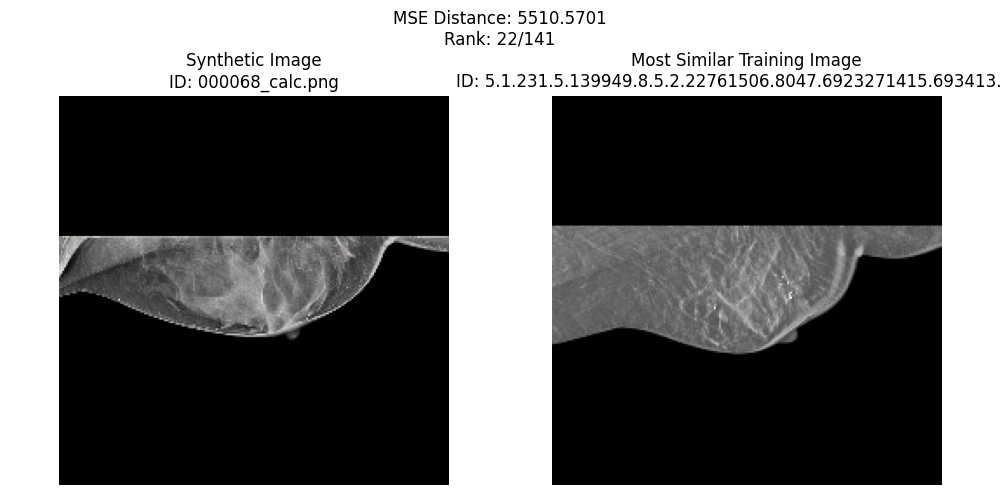 MSE Distance: 5510.5701
Rank: 22/141
Synthetic Image
ID: 000068_calc.png
Most Similar Training Image
ID: 5.1.231.5.139949.8.5.2.22761506.8047.6923271415.693413.